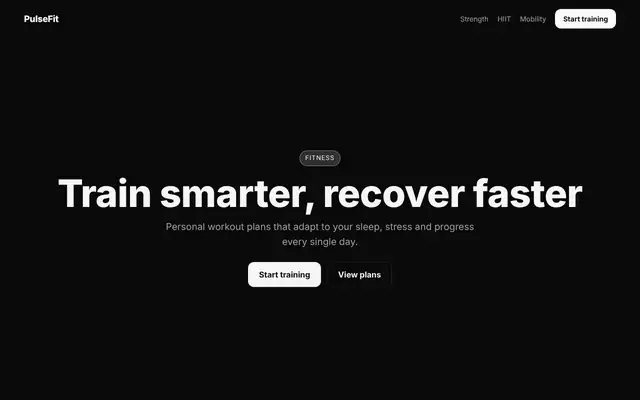 PulseFit
Strength HIIT Mobility Start training
FITNESS
Train smarter, recover faster
Personal workout plans that adapt to your sleep, stress and progress
every single day.
Start training View plans